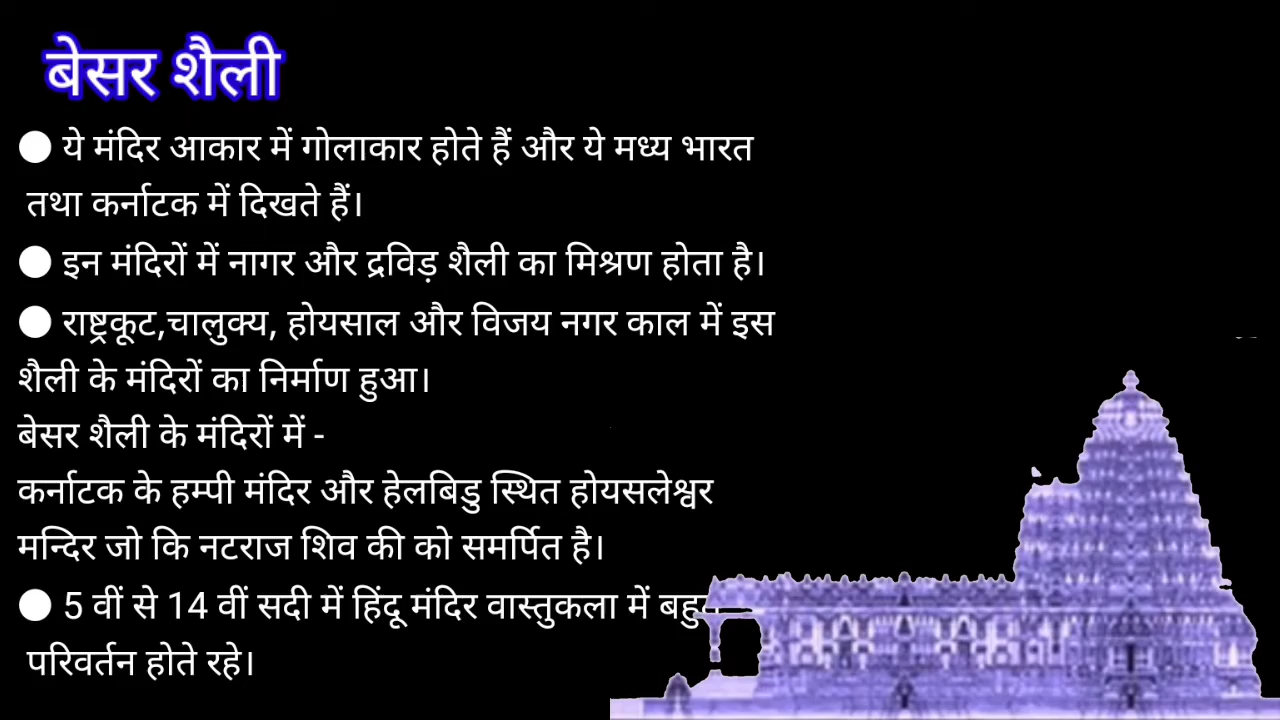 बेसर शैली
● ये मंदिर आकार में गोलाकार होते हैं और ये मध्य भारत
तथा कर्नाटक में दिखते हैं।
● इन मंदिरों में नागर और द्रविड़ शैली का मिश्रण होता है।
● राष्ट्रकूट,चालुक्य, होयसाल और विजय नगर काल में इस
शैली के मंदिरों का निर्माण हुआ।
बेसर शैली के मंदिरों में -
कर्नाटक के हम्पी मंदिर और हेलबिडु स्थित होयसलेश्वर
मन्दिर जो कि नटराज शिव की को समर्पित है।
● 5 वीं से 14 वीं सदी में हिंदू मंदिर वास्तुकला में
परिवर्तन होते रहे।